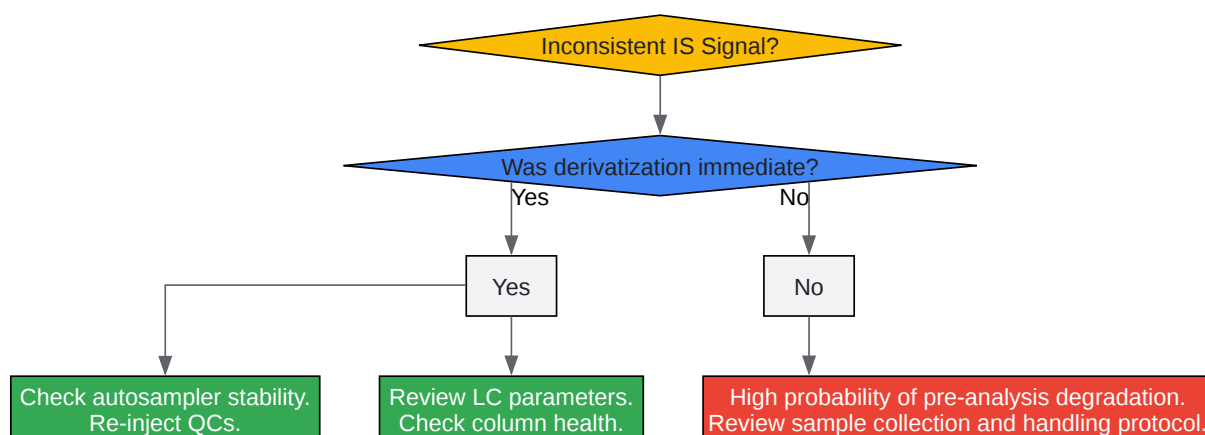 Inconsistent IS Signal?
Was derivatization immediate?
Yes
No
Yes
No
Check autosampler stability.
Re-inject QCs.
Review LC parameters.
Check column health.
High probability of pre-analysis degradation.
Review sample collection and handling protocol.